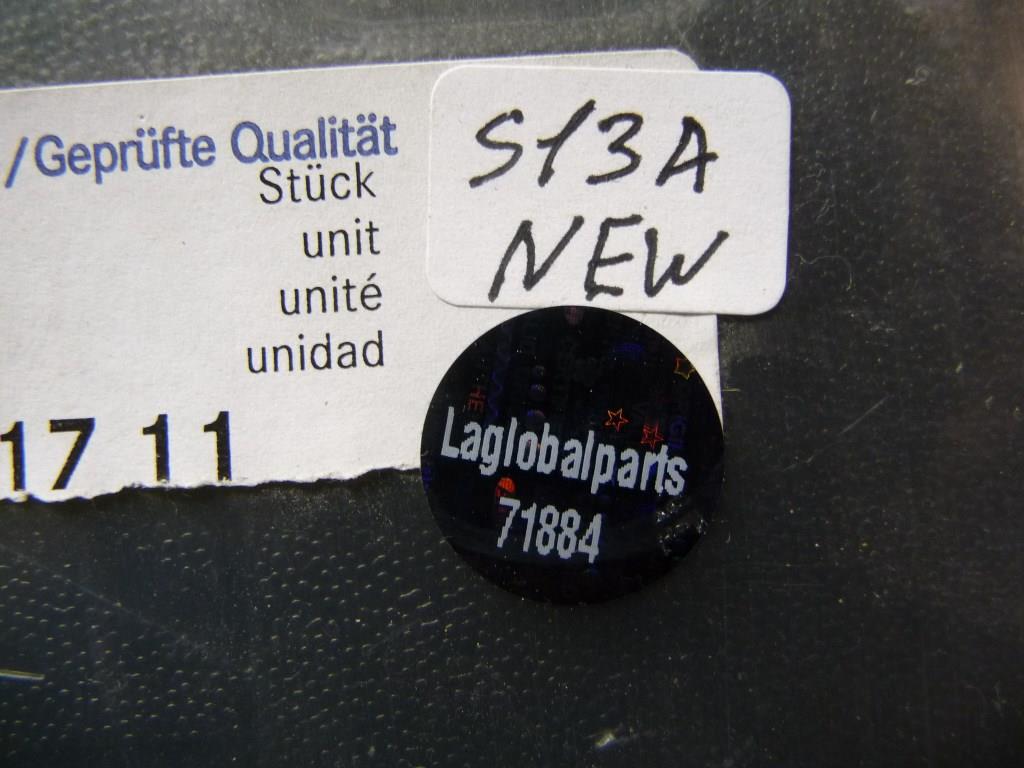 /Geprüfte Qualität
Stück
unit
unité
unidad
17 11
S13A
NEW
Laglobalparts
71884